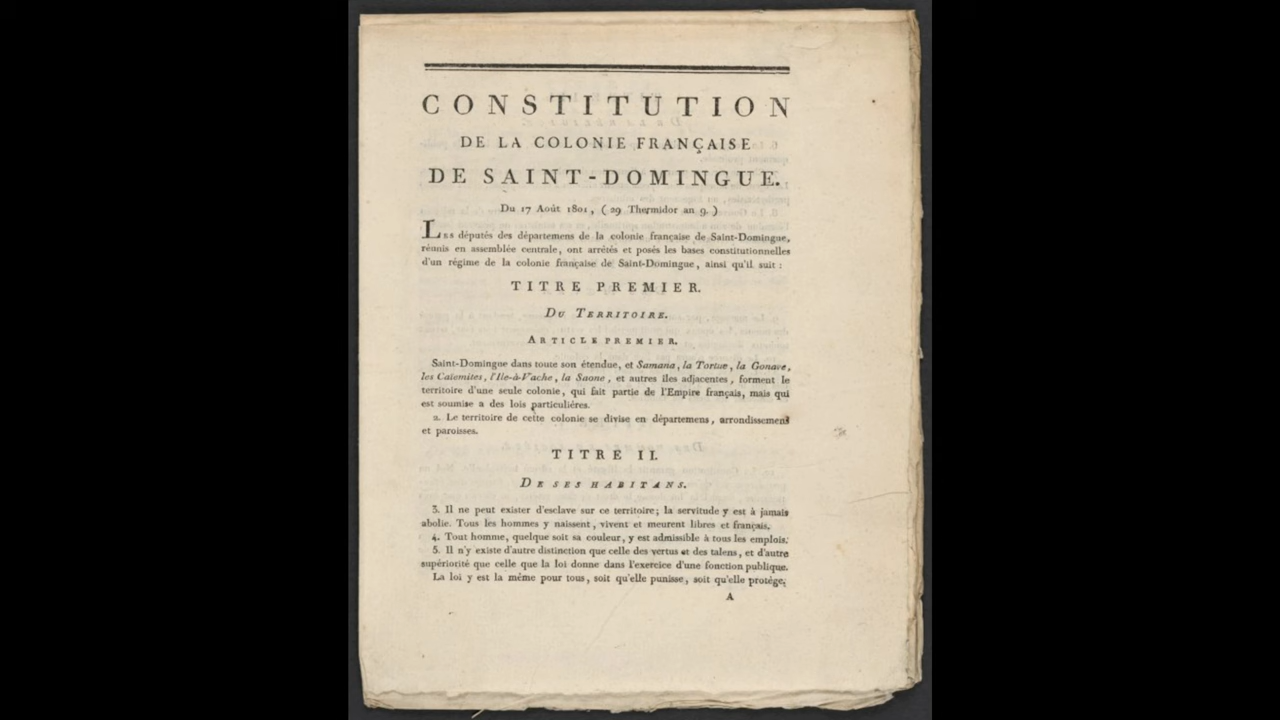 CONSTITUTION
DE LA COLONIE FRANÇAISE
DE SAINT-DOMINGUE.
Du 17 Août 1801, ( 29 Thermidor an 9. )
Les députés des départemens de la colonie française de Saint-Domingue,
réunis en assemblée centrale, ont arrêtés et posés les bases constitutionnelles
d'un régime de la colonie française de Saint-Domingue, ainsi qu'il suit :
TITRE PREMIER.
Du Territoire.
Article premier.
Saint-Domingue dans toute son étendue, et Samana, la Tortue, la Gonave,
les Caïemites, l'Ile-à-Vache, la Saone, et autres îles adjacentes, forment le
territoire d'une seule colonie, qui fait partie de l'Empire français, mais qui
est soumise a des lois particulières.
2. Le territoire de cette colonie se divise en départemens, arrondissemens
et paroisses.
TITRE II.
De ses habitans.
3. Il ne peut exister d'esclave sur ce territoire; la servitude y est à jamais
abolie. Tous les hommes y naissent, vivent et meurent libres et français.
4. Tout homme, quelque soit sa couleur, y est admissible à tous les emplois.
5. Il n'y existe d'autre distinction que celle des vertus et des talens, et d'autre
supériorité que celle que la loi donne dans l'exercice d'une fonction publique.
La loi y est la même pour tous, soit qu'elle punisse, soit qu'elle protège.
A